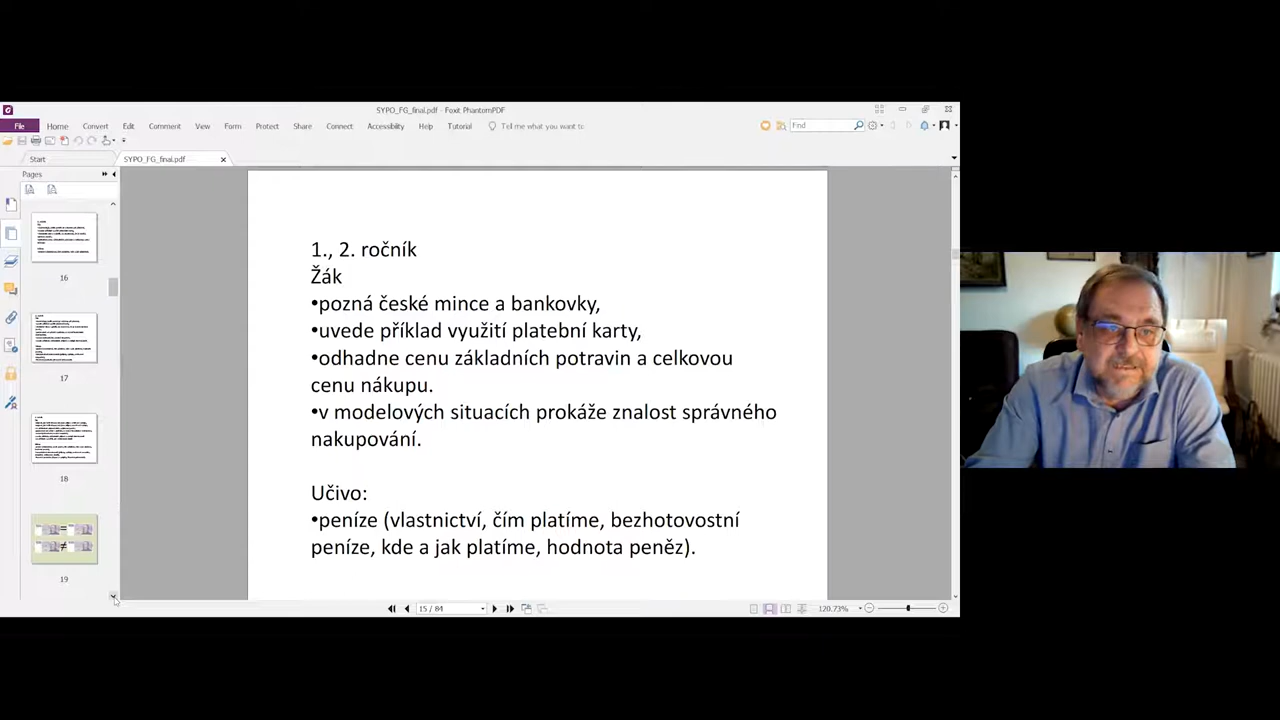 SYPO_FG_final.pdf - Foxit PhantomPDF
File Home Convert Edit Comment View Form Protect Share Connect Accessiblity Help Tutorial Tell me what you want to Find
Start SYPO_FG_final.pdf
Pages
16
17
18
19
1., 2. ročník
Žák
•pozná české mince a bankovky,
•uvede příklad využití platební karty,
•odhadne cenu základních potravin a celkovou
cenu nákupu.
•v modelových situacích prokáže znalost správného
nakupování.
Učivo:
•peníze (vlastnictví, čím platíme, bezhotovostní
peníze, kde a jak platíme, hodnota peněz).
15 / 84
120.73%